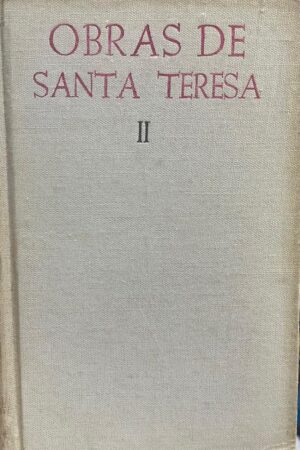 OBRAS DE
SANTA TERESA
II